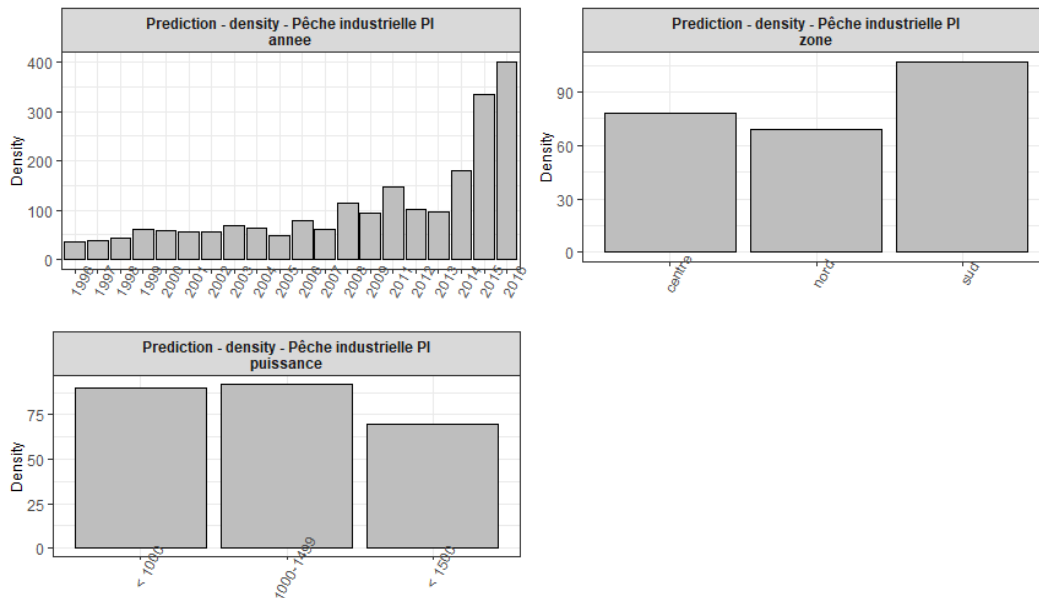 Prediction - density - Pêche industrielle PI
annee
Density
400
300
200
100
0
1996 1997 1998 1999 2000 2001 2002 2003 2004 2005 2006 2007 2008 2009 2011 2012 2013 2014 2015 2016
Prediction - density - Pêche industrielle PI
zone
Density
90
60
30
0
centre nord sud
Prediction - density - Pêche industrielle PI
puissance
Density
75
50
25
0
< 1000 1000-1499 < 1500